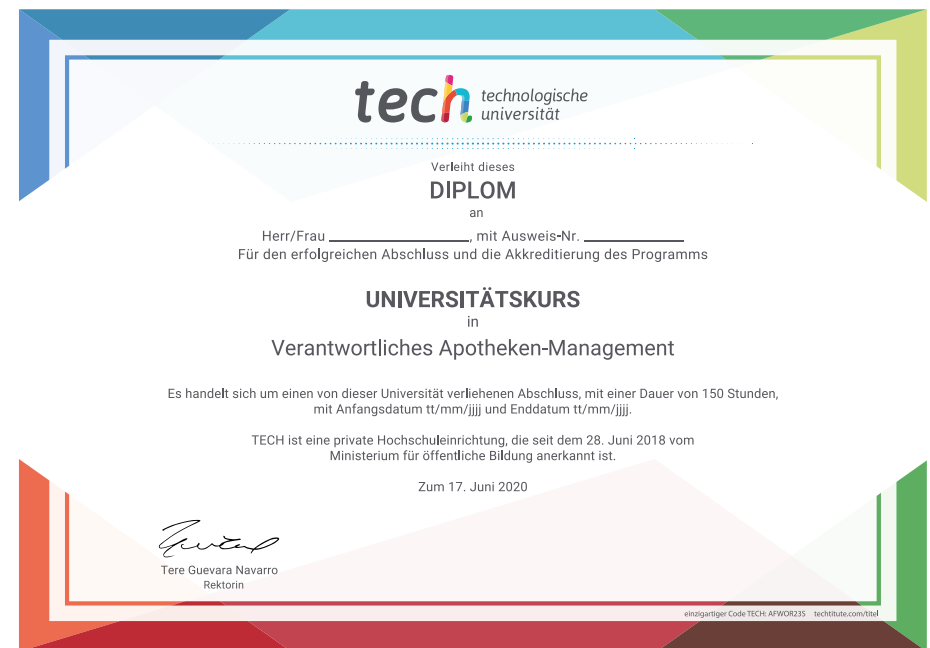 tech technologische
universität
Verleiht dieses
DIPLOM
an
Herr/Frau ____________________, mit Ausweis-Nr. ______________
Für den erfolgreichen Abschluss und die Akkreditierung des Programms
UNIVERSITÄTSKURS
in
Verantwortliches Apotheken-Management
Es handelt sich um einen von dieser Universität verliehenen Abschluss, mit einer Dauer von 150 Stunden,
mit Anfangsdatum tt/mm/jjjj und Enddatum tt/mm/jjjj.
TECH ist eine private Hochschuleinrichtung, die seit dem 28. Juni 2018 vom
Ministerium für öffentliche Bildung anerkannt ist.
Zum 17. Juni 2020
Tere Guevara Navarro
Rektorin
einzigartiger Code TECH: AFWOR23S techtitute.com/titel